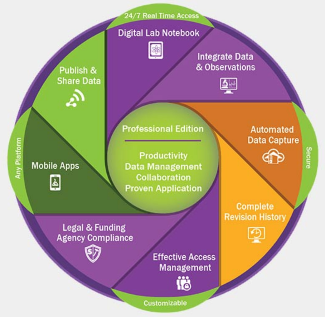 24/7 Real Time Access
Digital Lab Notebook
Integrate Data
& Observations
Publish &
Share Data
Professional Edition
Automated
Data Capture
Productivity
Data Management
Collaboration
Proven Application
Any Platform
Secure
Mobile Apps
Complete
Revision History
Legal & Funding
Agency Compliance
Effective Access
Management
Customizable